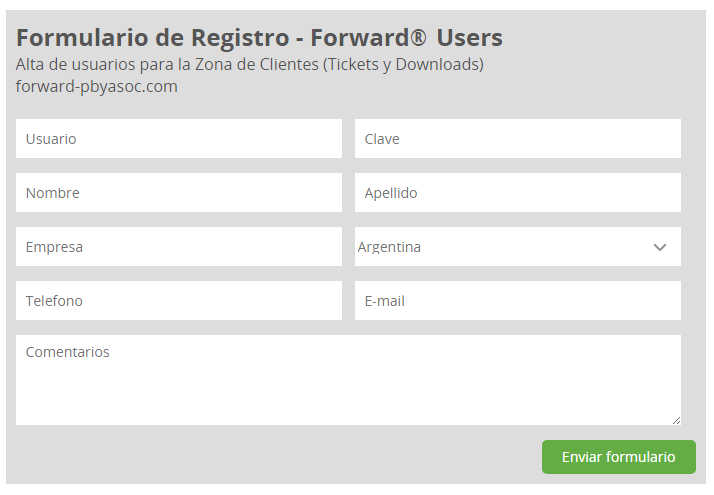 Formulario de Registro - Forward® Users
Alta de usuarios para la Zona de Clientes (Tickets y Downloads)
forward-pbyasoc.com
Usuario
Clave
Nombre
Apellido
Empresa
Argentina
Telefono
E-mail
Comentarios
Enviar formulario